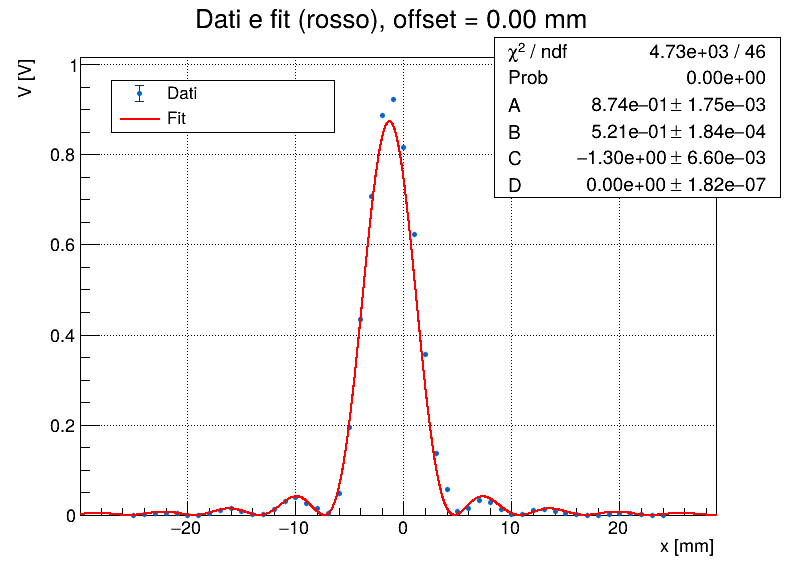 Dati e fit (rosso), offset = 0.00 mm
χ² / ndf 4.73e+03 / 46
Prob 0.00e+00
A 8.74e−01 ± 1.75e−03
B 5.21e−01 ± 1.84e−04
C −1.30e+00 ± 6.60e−03
D 0.00e+00 ± 1.82e−07
V [V]
Dati
Fit
1
0.8
0.6
0.4
0.2
0
−20 −10 0 10 20
x [mm]